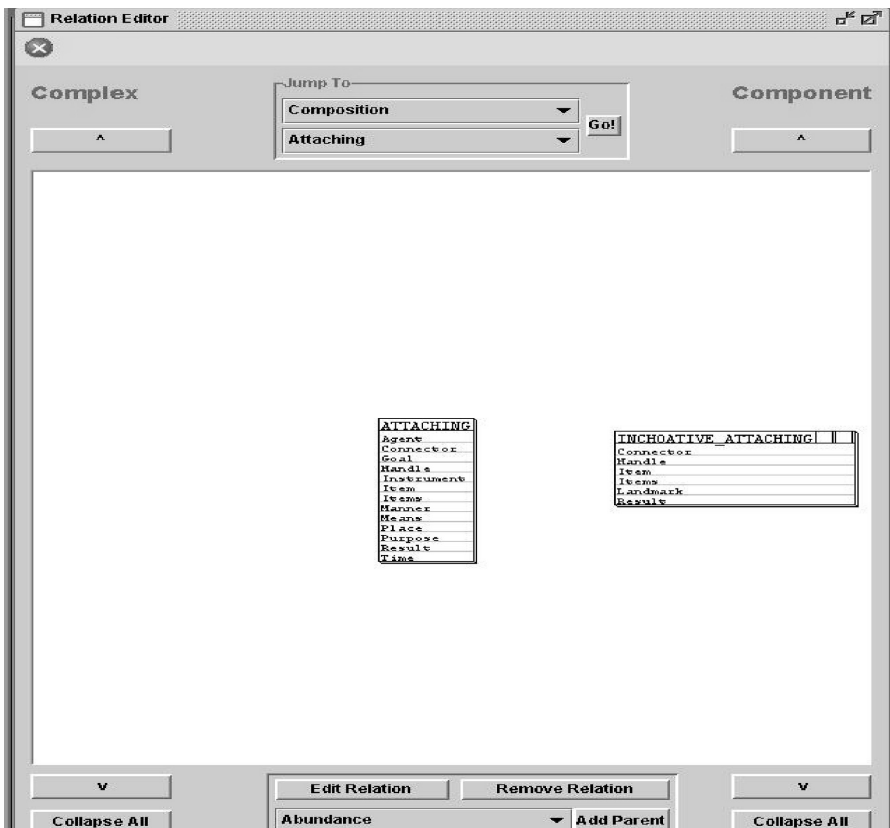 Relation Editor
Complex
Jump To
Component
Composition
Go!
Attaching
^
^
ATTACHING
Agent
Connector
Goal
Handle
Instrument
Item
Items
Manner
Means
Place
Purpose
Result
Time
INCHOATIVE_ATTACHING
Connector
Handle
Item
Items
Landmark
Result
v
Edit Relation
Remove Relation
v
Collapse All
Abundance
Add Parent
Collapse All